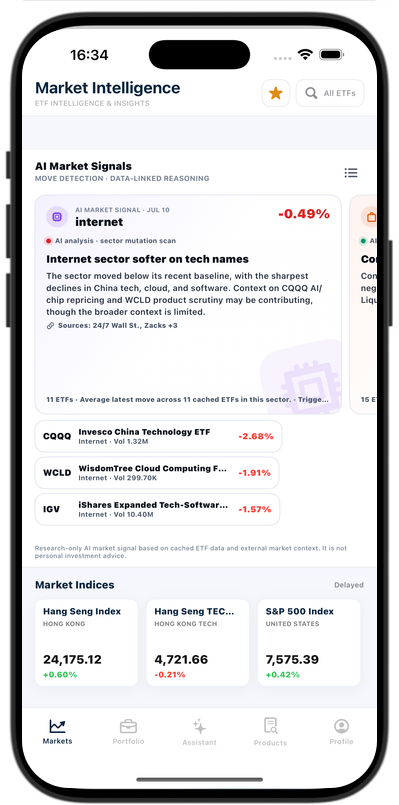 16:34
Market Intelligence
ETF INTELLIGENCE & INSIGHTS
All ETFs
AI Market Signals
MOVE DETECTION · DATA-LINKED REASONING
AI MARKET SIGNAL · JUL 10
internet
-0.49%
AI analysis · sector mutation scan
Internet sector softer on tech names
The sector moved below its recent baseline, with the sharpest
declines in China tech, cloud, and software. Context on CQQQ AI/
chip repricing and WCLD product scrutiny may be contributing,
though the broader context is limited.
Sources: 24/7 Wall St., Zacks +3
11 ETFs · Average latest move across 11 cached ETFs in this sector. · Trigge...
15 E
CQQQ
Invesco China Technology ETF
Internet · Vol 1.32M
-2.68%
WCLD
WisdomTree Cloud Computing F...
Internet · Vol 299.70K
-1.91%
IGV
iShares Expanded Tech-Softwar...
Internet · Vol 10.40M
-1.57%
Research-only AI market signal based on cached ETF data and external market context. It is not
personal investment advice.
Market Indices
Delayed
Hang Seng Index
HONG KONG
24,175.12
+0.60%
Hang Seng TEC...
HONG KONG TECH
4,721.66
-0.21%
S&P 500 Index
UNITED STATES
7,575.39
+0.42%
Markets
Portfolio
Assistant
Products
Profile